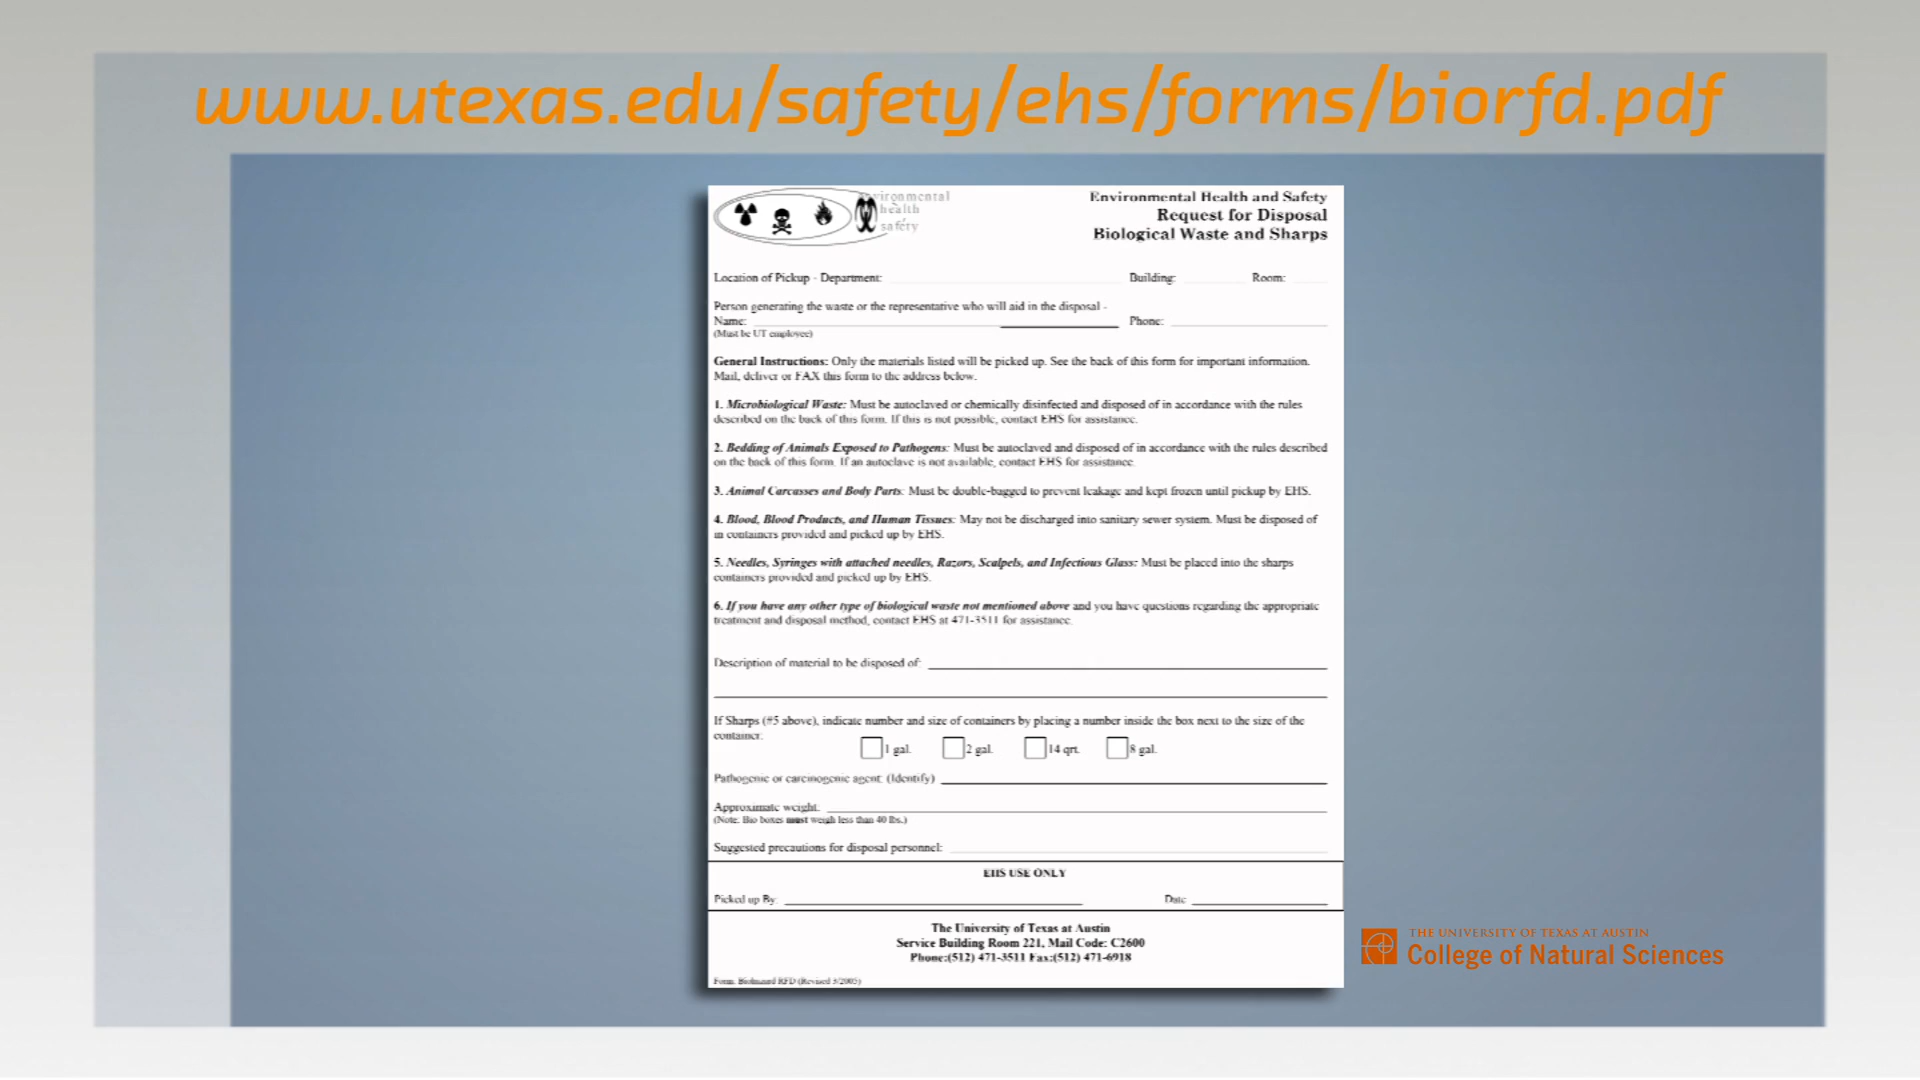 www.utexas.edu/safety/ehs/forms/biorfd.pdf
environmental
health
safety
Environmental Health and Safety
Request for Disposal
Biological Waste and Sharps
Location of Pickup - Department: Building: Room:
Person generating the waste or the representative who will aid in the disposal -
Name: Phone:
(Must be UT employee)
General Instructions: Only the materials listed will be picked up. See the back of this form for important information.
Mail, deliver or FAX this form to the address below.
1. Microbiological Waste: Must be autoclaved or chemically disinfected and disposed of in accordance with the rules
described on the back of this form. If this is not possible, contact EHS for assistance.
2. Bedding of Animals Exposed to Pathogens: Must be autoclaved and disposed of in accordance with the rules described
on the back of this form. If an autoclave is not available, contact EHS for assistance.
3. Animal Carcasses and Body Parts: Must be double-bagged to prevent leakage and kept frozen until pickup by EHS.
4. Blood, Blood Products, and Human Tissues: May not be discharged into sanitary sewer system. Must be disposed of
in containers provided and picked up by EHS.
5. Needles, Syringes with attached needles, Razors, Scalpels, and Infectious Glass: Must be placed into the sharps
containers provided and picked up by EHS.
6. If you have any other type of biological waste not mentioned above and you have questions regarding the appropriate
treatment and disposal method, contact EHS at 471-3511 for assistance.
Description of material to be disposed of:
If Sharps (#5 above), indicate number and size of containers by placing a number inside the box next to the size of the
container:
1 gal. 2 gal. 14 qrt. 8 gal.
Pathogenic or carcinogenic agent: (Identify)
Approximate weight:
(Note: Bio boxes must weigh less than 40 lbs.)
Suggested precautions for disposal personnel:
EHS USE ONLY
Picked up By: Date
The University of Texas at Austin
Service Building Room 221, Mail Code: C2600
Phone:(512) 471-3511 Fax:(512) 471-6918
Form: Biohazard RFD (Revised 3/2005)
THE UNIVERSITY OF TEXAS AT AUSTIN
College of Natural Sciences